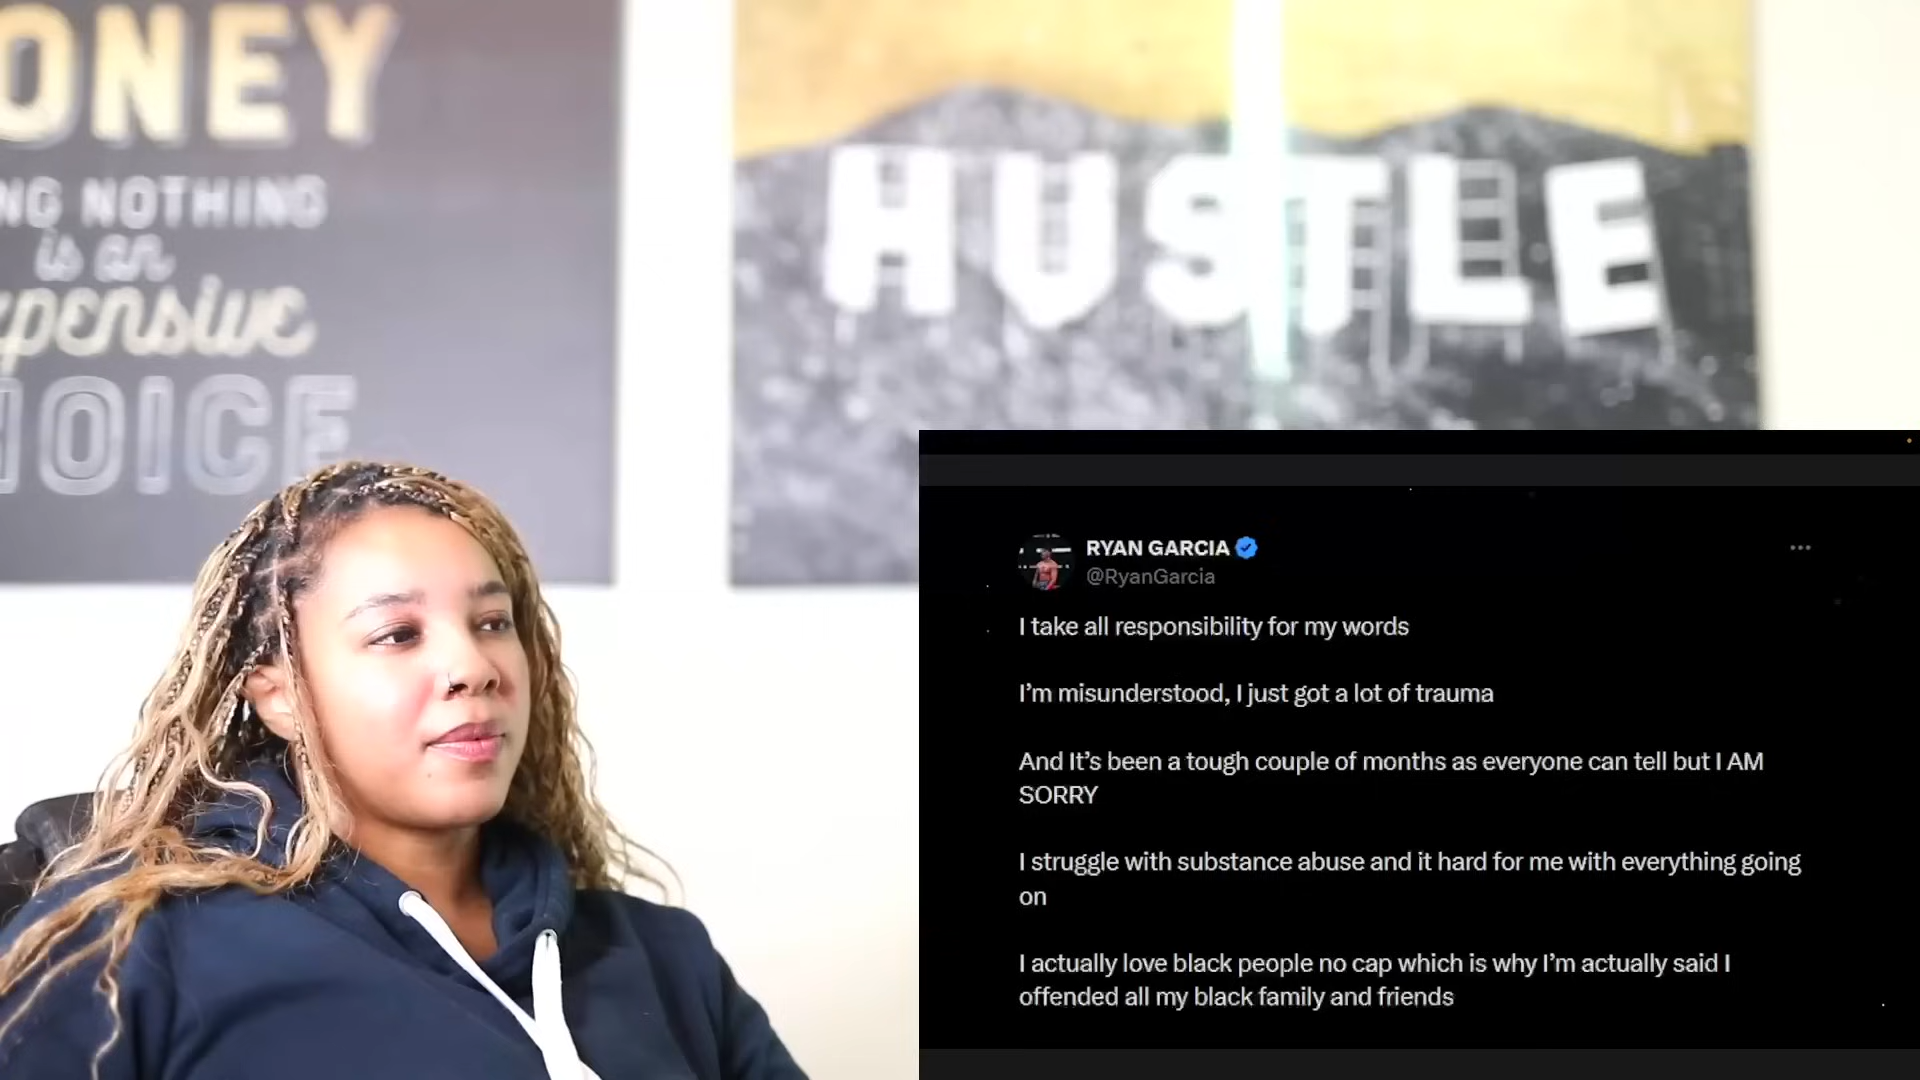 ONEY
NG NOTHING
is an
xpensive
HOICE
HUSTLE
RYAN GARCIA
@RyanGarcia
I take all responsibility for my words
I'm misunderstood, I just got a lot of trauma
And It's been a tough couple of months as everyone can tell but I AM
SORRY
I struggle with substance abuse and it hard for me with everything going
on
I actually love black people no cap which is why I'm actually said I
offended all my black family and friends